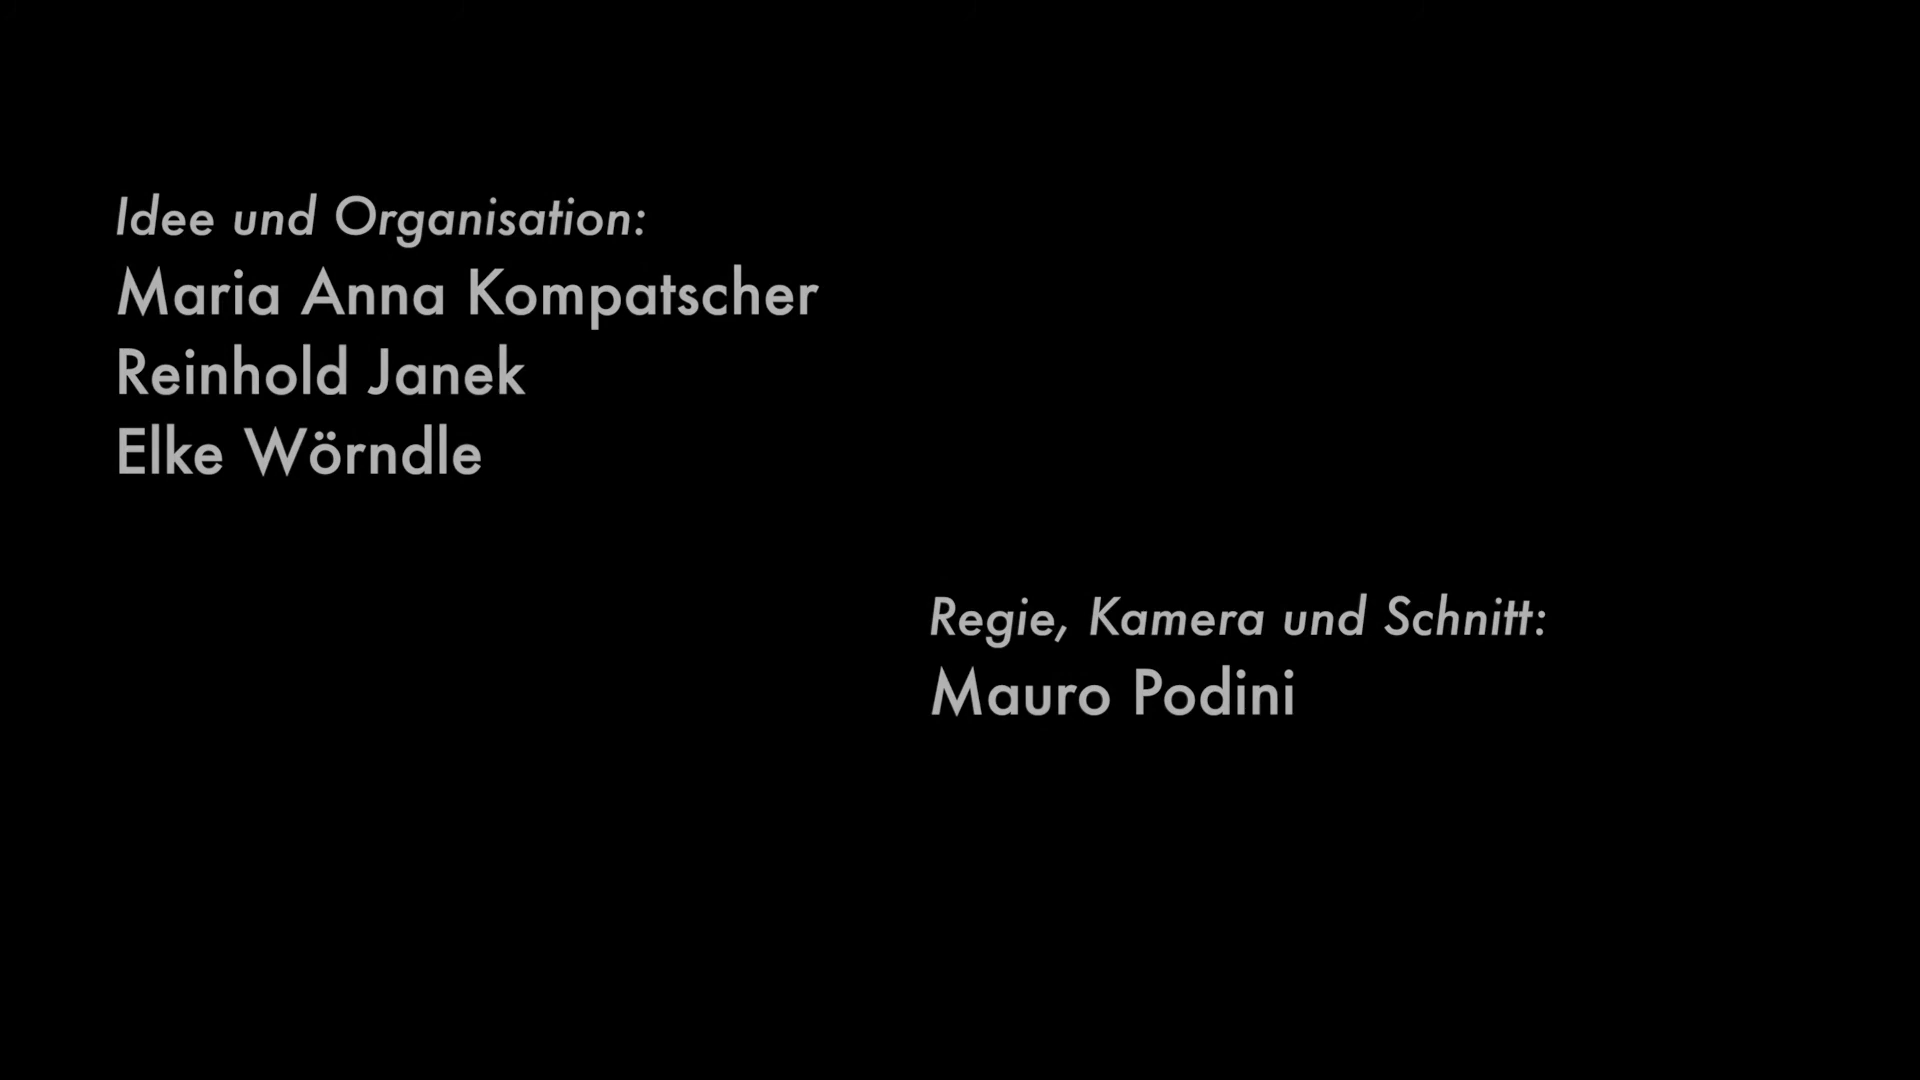 Idee und Organisation:
Maria Anna Kompatscher
Reinhold Janek
Elke Wörndle
Regie, Kamera und Schnitt:
Mauro Podini